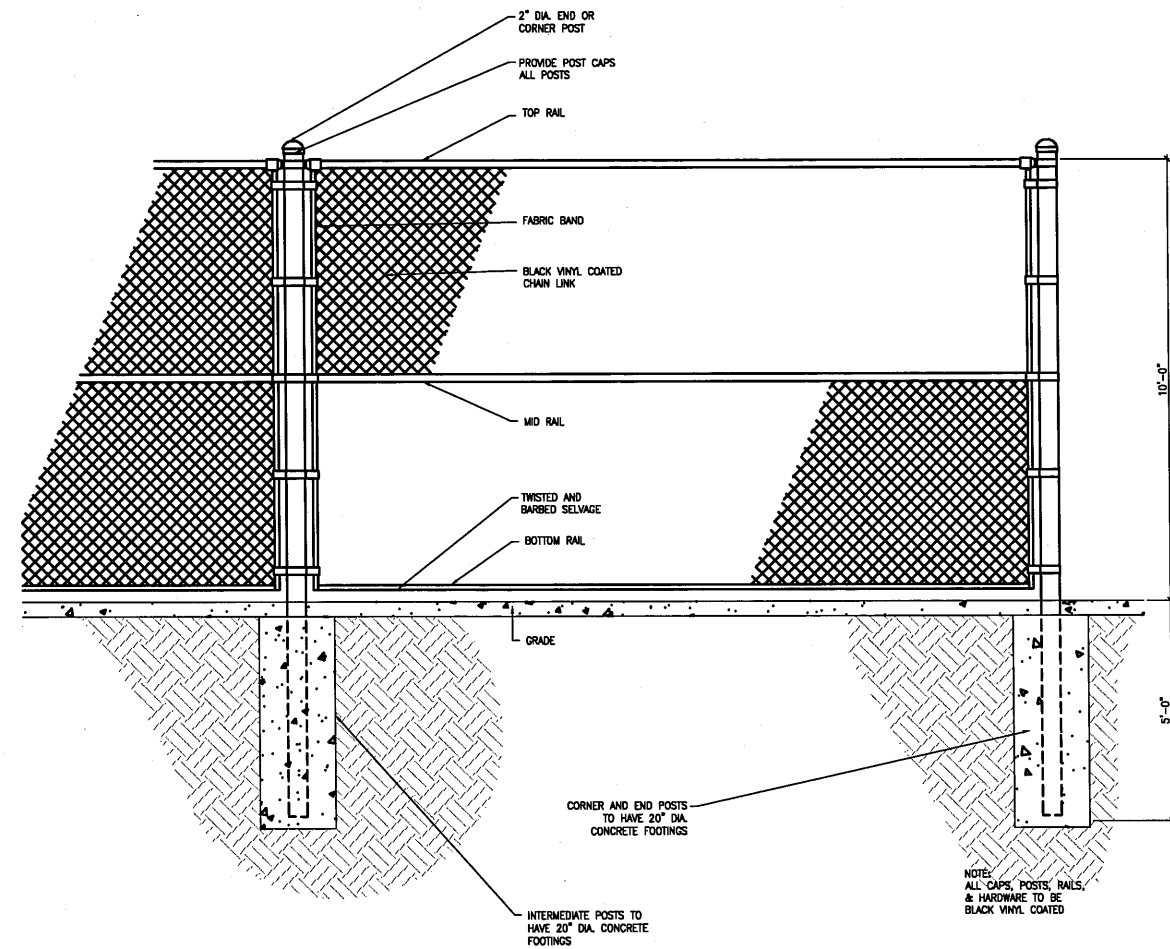 2" DIA. END OR
CORNER POST
PROVIDE POST CAPS
ALL POSTS
TOP RAIL
FABRIC BAND
BLACK VINYL COATED
CHAIN LINK
10'-0"
MID RAIL
TWISTED AND
BARBED SELVAGE
BOTTOM RAIL
GRADE
5'-0"
CORNER AND END POSTS
TO HAVE 20" DIA.
CONCRETE FOOTINGS
NOTE:
ALL CAPS, POSTS, RAILS,
& HARDWARE TO BE
BLACK VINYL COATED
INTERMEDIATE POSTS TO
HAVE 20" DIA. CONCRETE
FOOTINGS